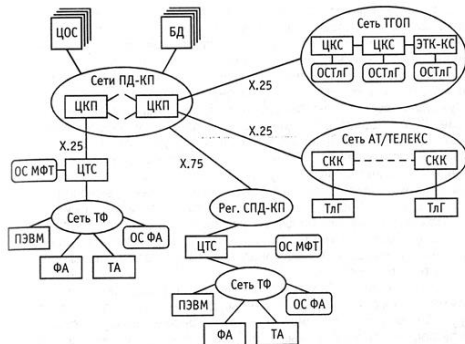 ЦОС
БД
Сеть ТГОП
ЦКС
ЦКС
ЭТК-КС
ОСТлГ
ОСТлГ
ОСТлГ
Сети ПД-КП
ЦКП
ЦКП
X.25
X.25
X.25
X.75
Сеть АТ/ТЕЛЕКС
СКК
СКК
ТлГ
ТлГ
ОС МФТ
ЦТС
Сеть ТФ
ПЭВМ
ОС ФА
ФА
ТА
Рег. СПД-КП
ЦТС
ОС МФТ
Сеть ТФ
ПЭВМ
ОС ФА
ФА
ТА